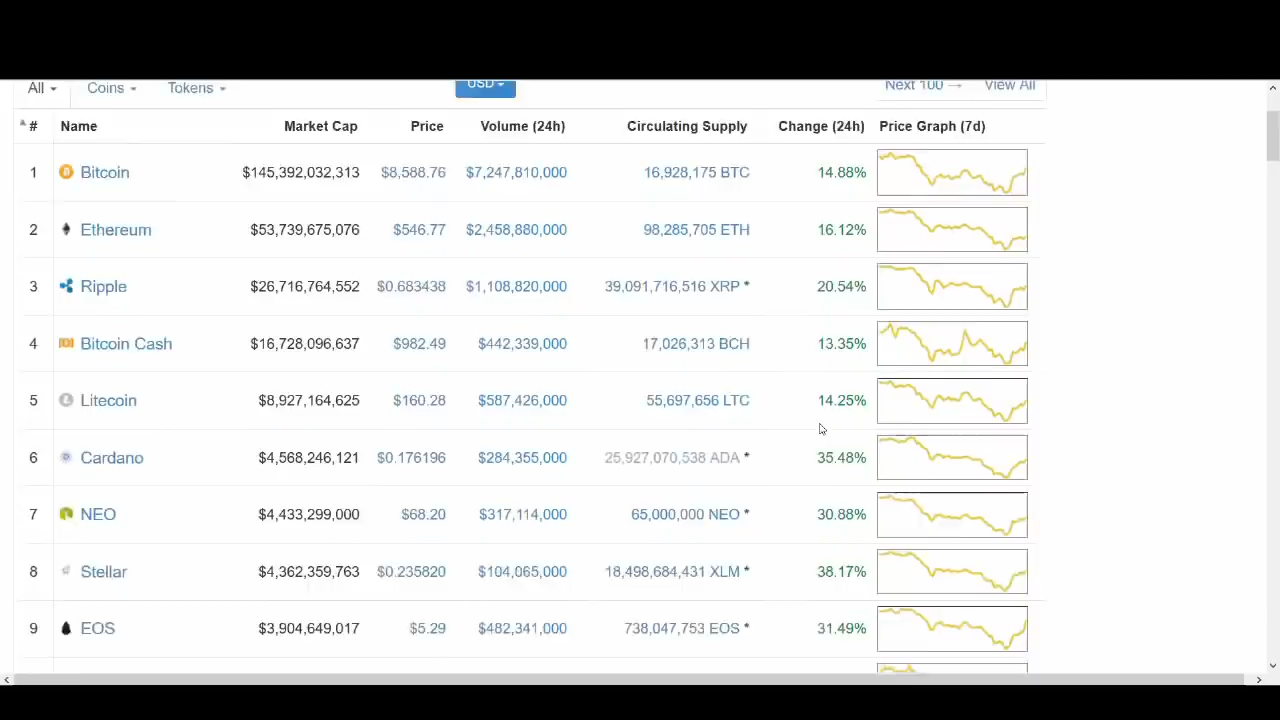 All Coins Tokens USD Next 100 → View All
# Name Market Cap Price Volume (24h) Circulating Supply Change (24h) Price Graph (7d)
1 Bitcoin $145,392,032,313 $8,588.76 $7,247,810,000 16,928,175 BTC 14.88%
2 Ethereum $53,739,675,076 $546.77 $2,458,880,000 98,285,705 ETH 16.12%
3 Ripple $26,716,764,552 $0.683438 $1,108,820,000 39,091,716,516 XRP * 20.54%
4 Bitcoin Cash $16,728,096,637 $982.49 $442,339,000 17,026,313 BCH 13.35%
5 Litecoin $8,927,164,625 $160.28 $587,426,000 55,697,656 LTC 14.25%
6 Cardano $4,568,246,121 $0.176196 $284,355,000 25,927,070,538 ADA * 35.48%
7 NEO $4,433,299,000 $68.20 $317,114,000 65,000,000 NEO * 30.88%
8 Stellar $4,362,359,763 $0.235820 $104,065,000 18,498,684,431 XLM * 38.17%
9 EOS $3,904,649,017 $5.29 $482,341,000 738,047,753 EOS * 31.49%